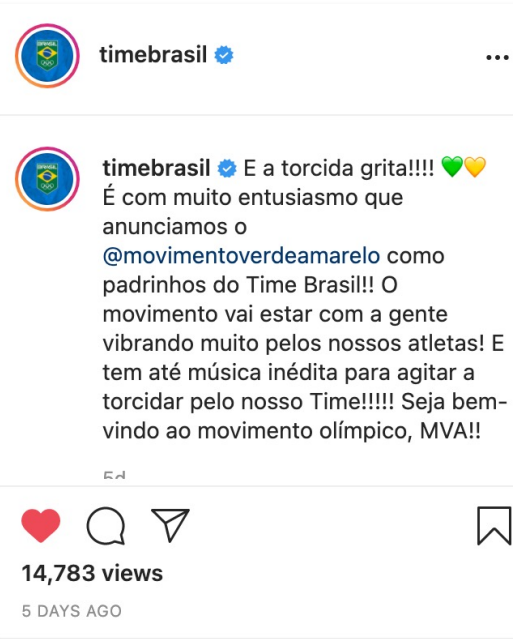 timebrasil
timebrasil E a torcida grita!!!! 💚💛
É com muito entusiasmo que
anunciamos o
@movimentoverdeamarelo como
padrinhos do Time Brasil!! O
movimento vai estar com a gente
vibrando muito pelos nossos atletas! E
tem até música inédita para agitar a
torcidar pelo nosso Time!!!!! Seja bem-
vindo ao movimento olímpico, MVA!!
5d
14,783 views
5 DAYS AGO